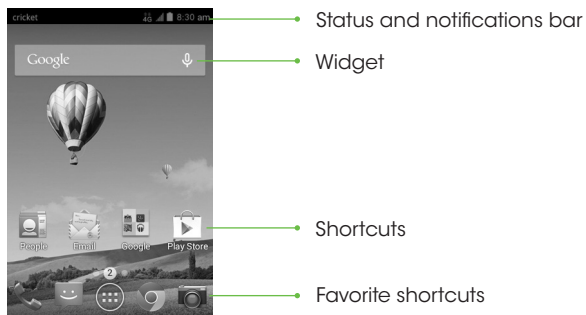 cricket 4G 8:30 am
Status and notifications bar
Google
Widget
People Email Google Play Store
Shortcuts
2
Favorite shortcuts